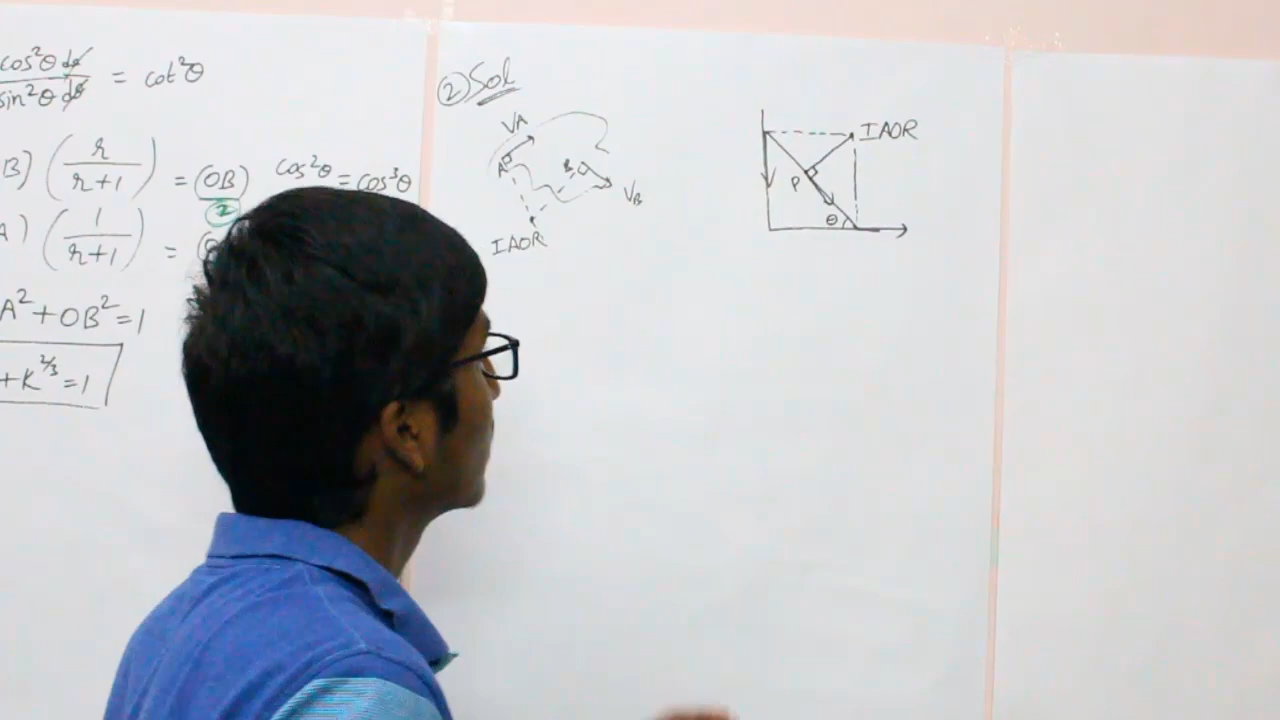 cos²θ dθ / sin²θ dθ = cot²θ
B) (r / r+1) = (OB) cos²θ = cos³θ
2
A) (1 / r+1) =
A² + OB² = 1
+ K^{2/3} = 1
② Sol
VA
A
B
VB
IAOR
IAOR
P
θ